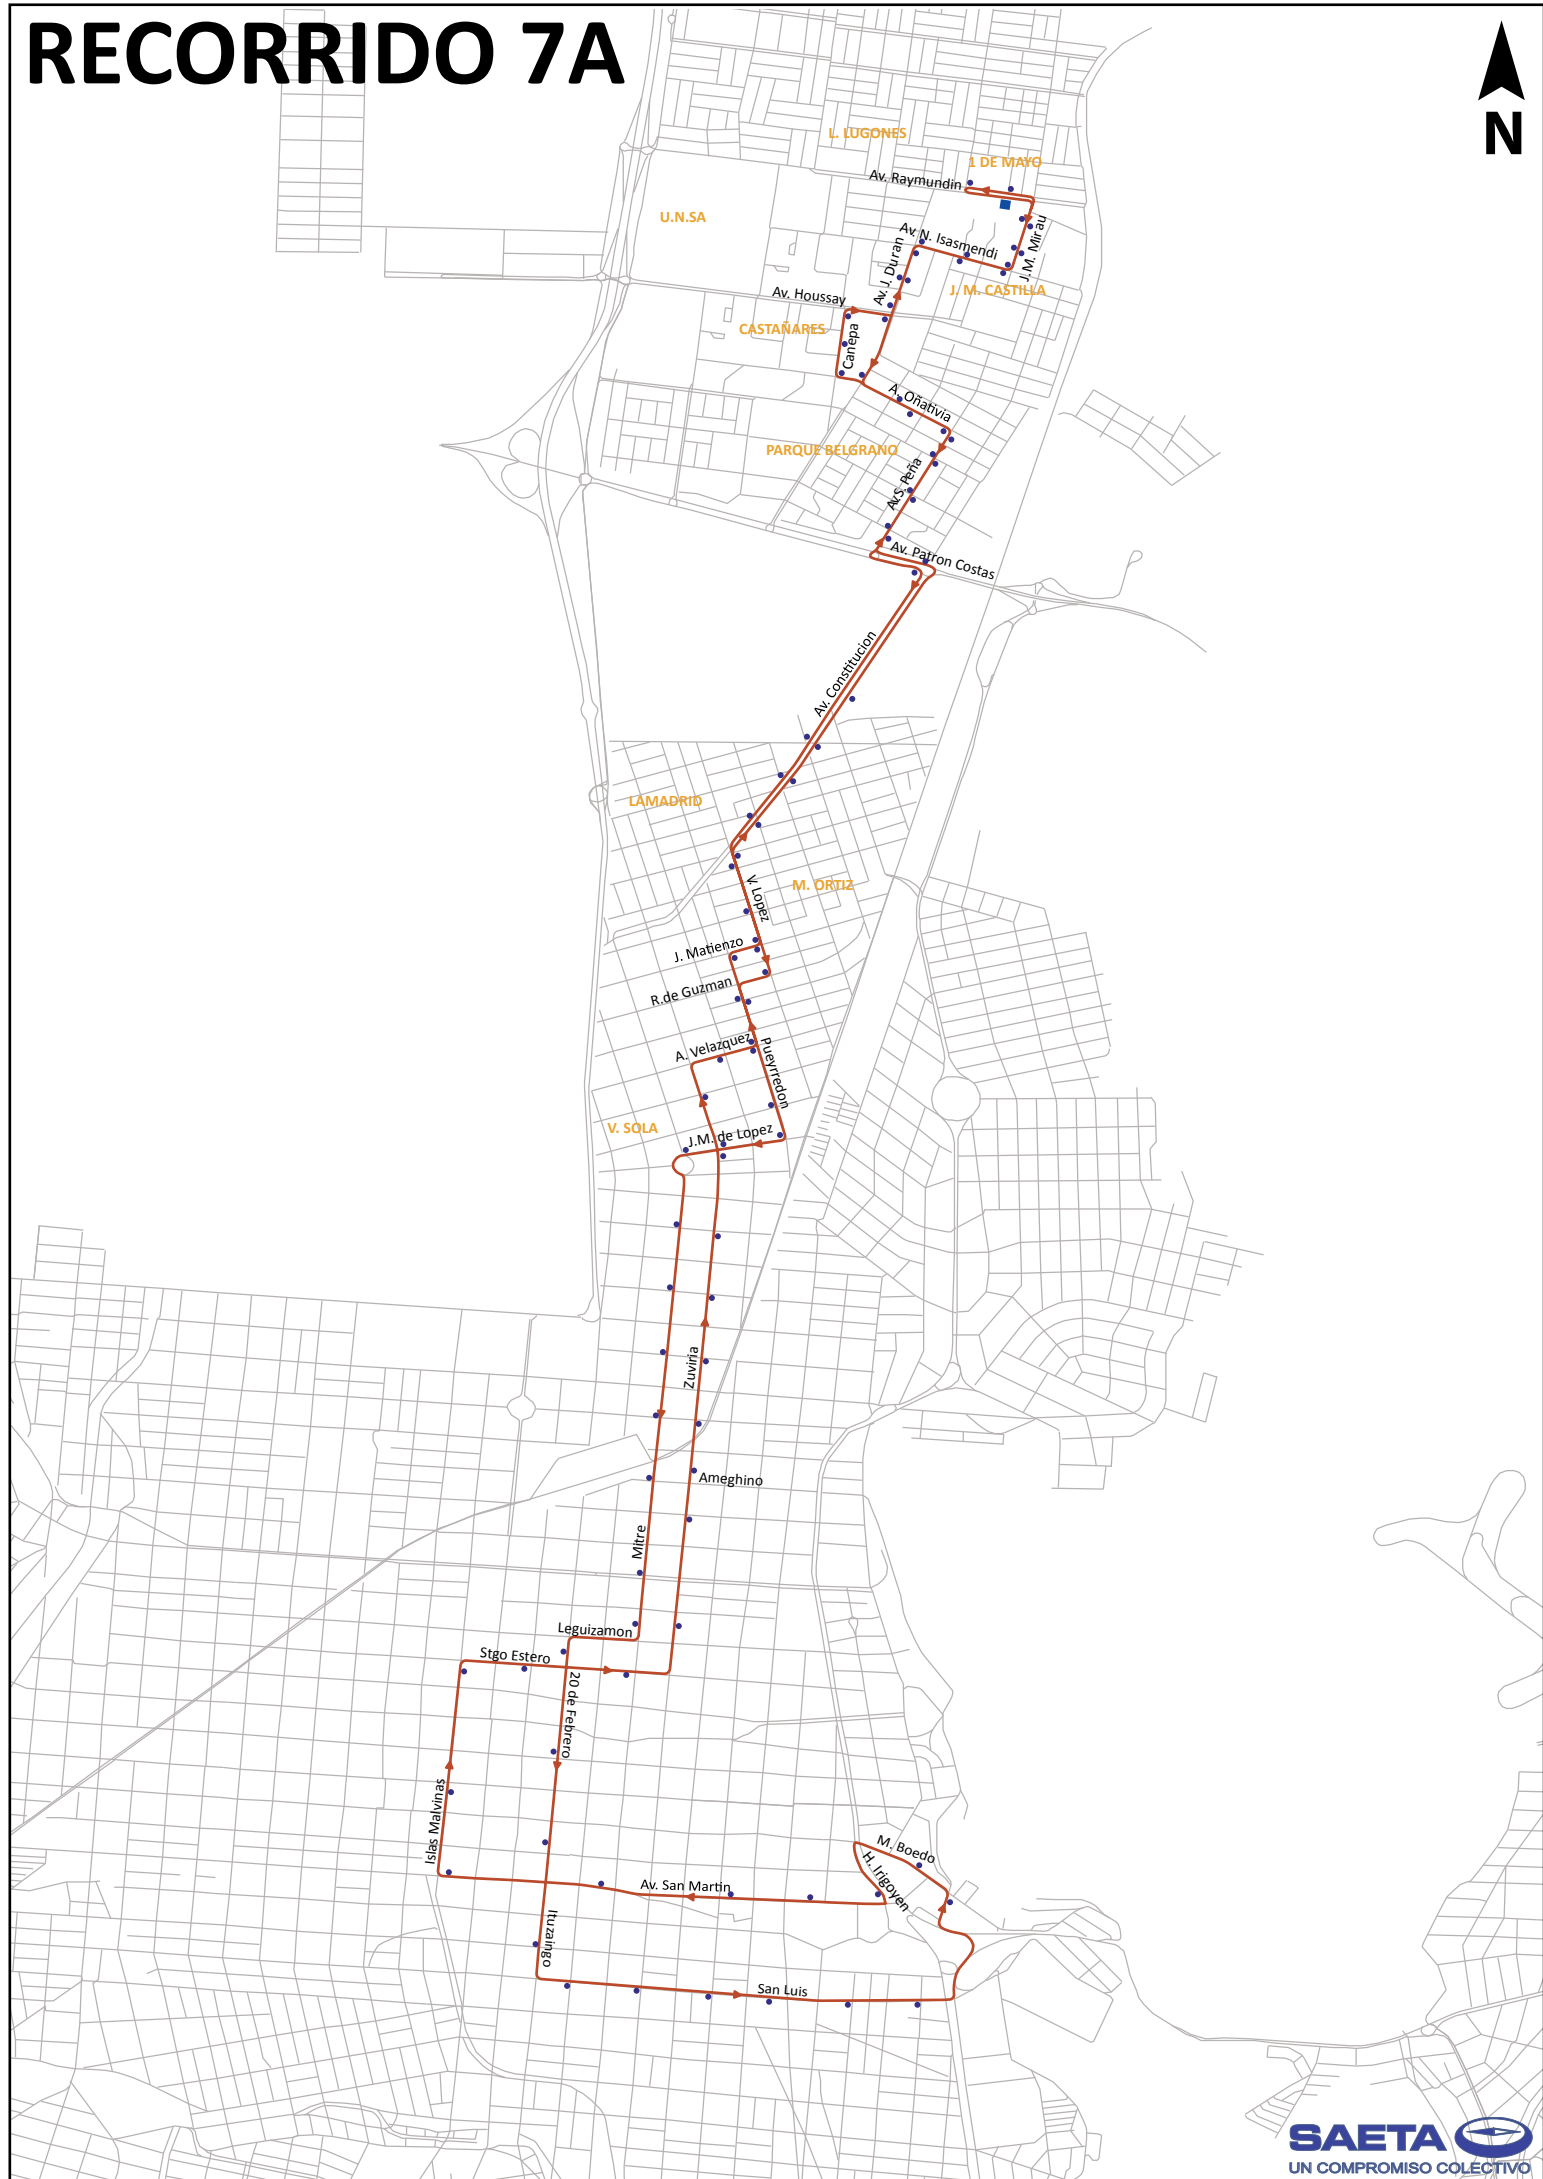 RECORRIDO 7A
N
L. LUGONES
1 DE MAYO
Av. Raymundin
U.N.SA
J.M. Mirau
Av. N. Isasmendi
Av. J. Duran
J. M. CASTILLA
Av. Houssay
CASTAÑARES
Canepa
A. Oñativia
PARQUE BELGRANO
Av.S. Peña
Av. Patron Costas
Av. Constitucion
LAMADRID
M. ORTIZ
V. Lopez
J. Matienzo
R.de Guzman
A. Velazquez
Pueyrredon
V. SOLA
J.M. de Lopez
Zuviria
Ameghino
Mitre
Leguizamon
Stgo Estero
20 de Febrero
Islas Malvinas
M. Boedo
H. Irigoyen
Av. San Martin
Ituzaingo
San Luis
SAETA
UN COMPROMISO COLECTIVO